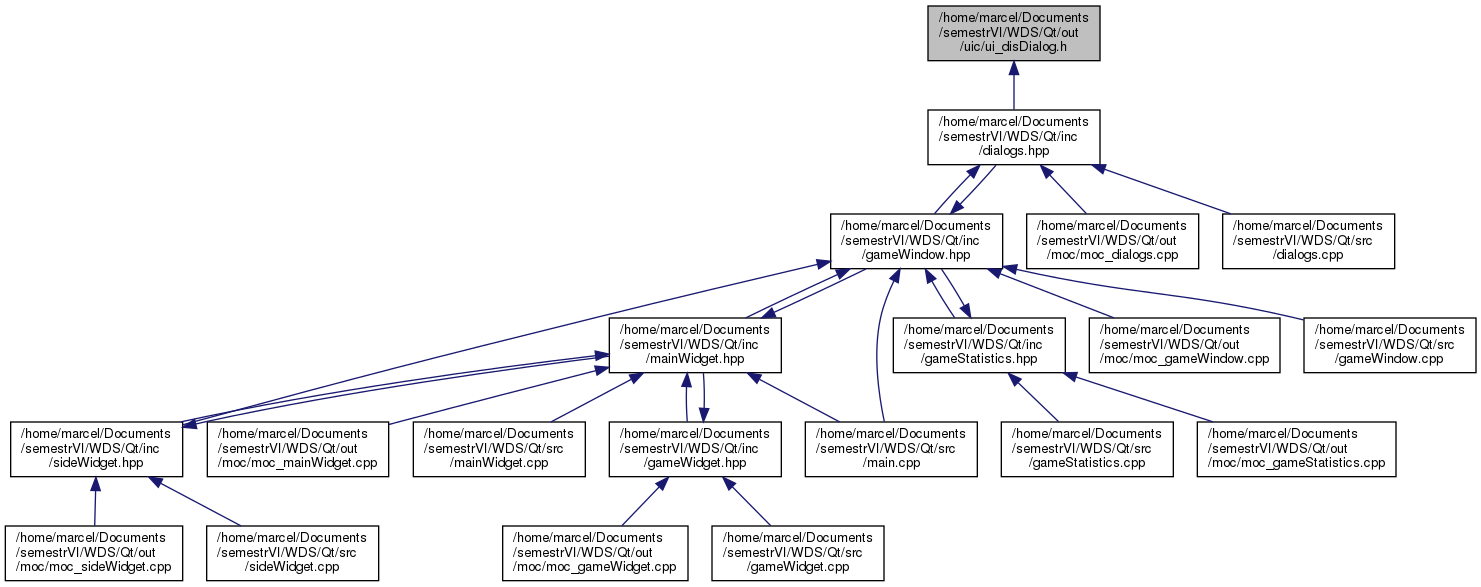 /home/marcel/Documents
/semestrVI/WDS/Qt/out
/uic/ui_disDialog.h
/home/marcel/Documents
/semestrVI/WDS/Qt/inc
/dialogs.hpp
/home/marcel/Documents
/semestrVI/WDS/Qt/inc
/gameWindow.hpp
/home/marcel/Documents
/semestrVI/WDS/Qt/out
/moc/moc_dialogs.cpp
/home/marcel/Documents
/semestrVI/WDS/Qt/src
/dialogs.cpp
/home/marcel/Documents
/semestrVI/WDS/Qt/inc
/mainWidget.hpp
/home/marcel/Documents
/semestrVI/WDS/Qt/inc
/gameStatistics.hpp
/home/marcel/Documents
/semestrVI/WDS/Qt/out
/moc/moc_gameWindow.cpp
/home/marcel/Documents
/semestrVI/WDS/Qt/src
/gameWindow.cpp
/home/marcel/Documents
/semestrVI/WDS/Qt/inc
/sideWidget.hpp
/home/marcel/Documents
/semestrVI/WDS/Qt/out
/moc/moc_mainWidget.cpp
/home/marcel/Documents
/semestrVI/WDS/Qt/src
/mainWidget.cpp
/home/marcel/Documents
/semestrVI/WDS/Qt/inc
/gameWidget.hpp
/home/marcel/Documents
/semestrVI/WDS/Qt/src
/main.cpp
/home/marcel/Documents
/semestrVI/WDS/Qt/src
/gameStatistics.cpp
/home/marcel/Documents
/semestrVI/WDS/Qt/out
/moc/moc_gameStatistics.cpp
/home/marcel/Documents
/semestrVI/WDS/Qt/out
/moc/moc_sideWidget.cpp
/home/marcel/Documents
/semestrVI/WDS/Qt/src
/sideWidget.cpp
/home/marcel/Documents
/semestrVI/WDS/Qt/out
/moc/moc_gameWidget.cpp
/home/marcel/Documents
/semestrVI/WDS/Qt/src
/gameWidget.cpp